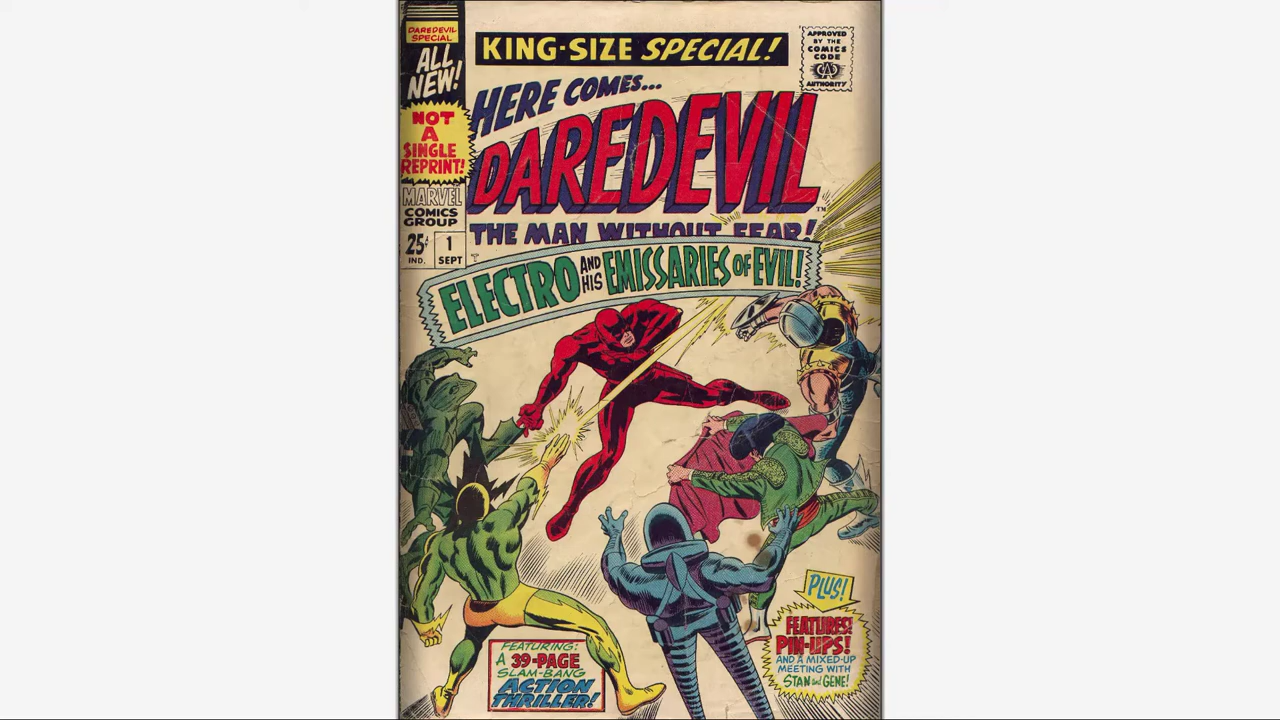 DAREDEVIL
SPECIAL
ALL
NEW!
NOT
A
SINGLE
REPRINT!
MARVEL
COMICS
GROUP
25¢
IND.
1
SEPT
KING-SIZE SPECIAL!
APPROVED
BY THE
COMICS
CODE
CA
AUTHORITY
HERE COMES...
DAREDEVIL
TM
THE MAN WITHOUT FEAR!
ELECTRO AND HIS EMISSARIES OF EVIL!
FEATURING:
A 39-PAGE
SLAM-BANG
ACTION
THRILLER!
PLUS!
FEATURES!
PIN-UPS!
AND A MIXED-UP
MEETING WITH
STAN and GENE!